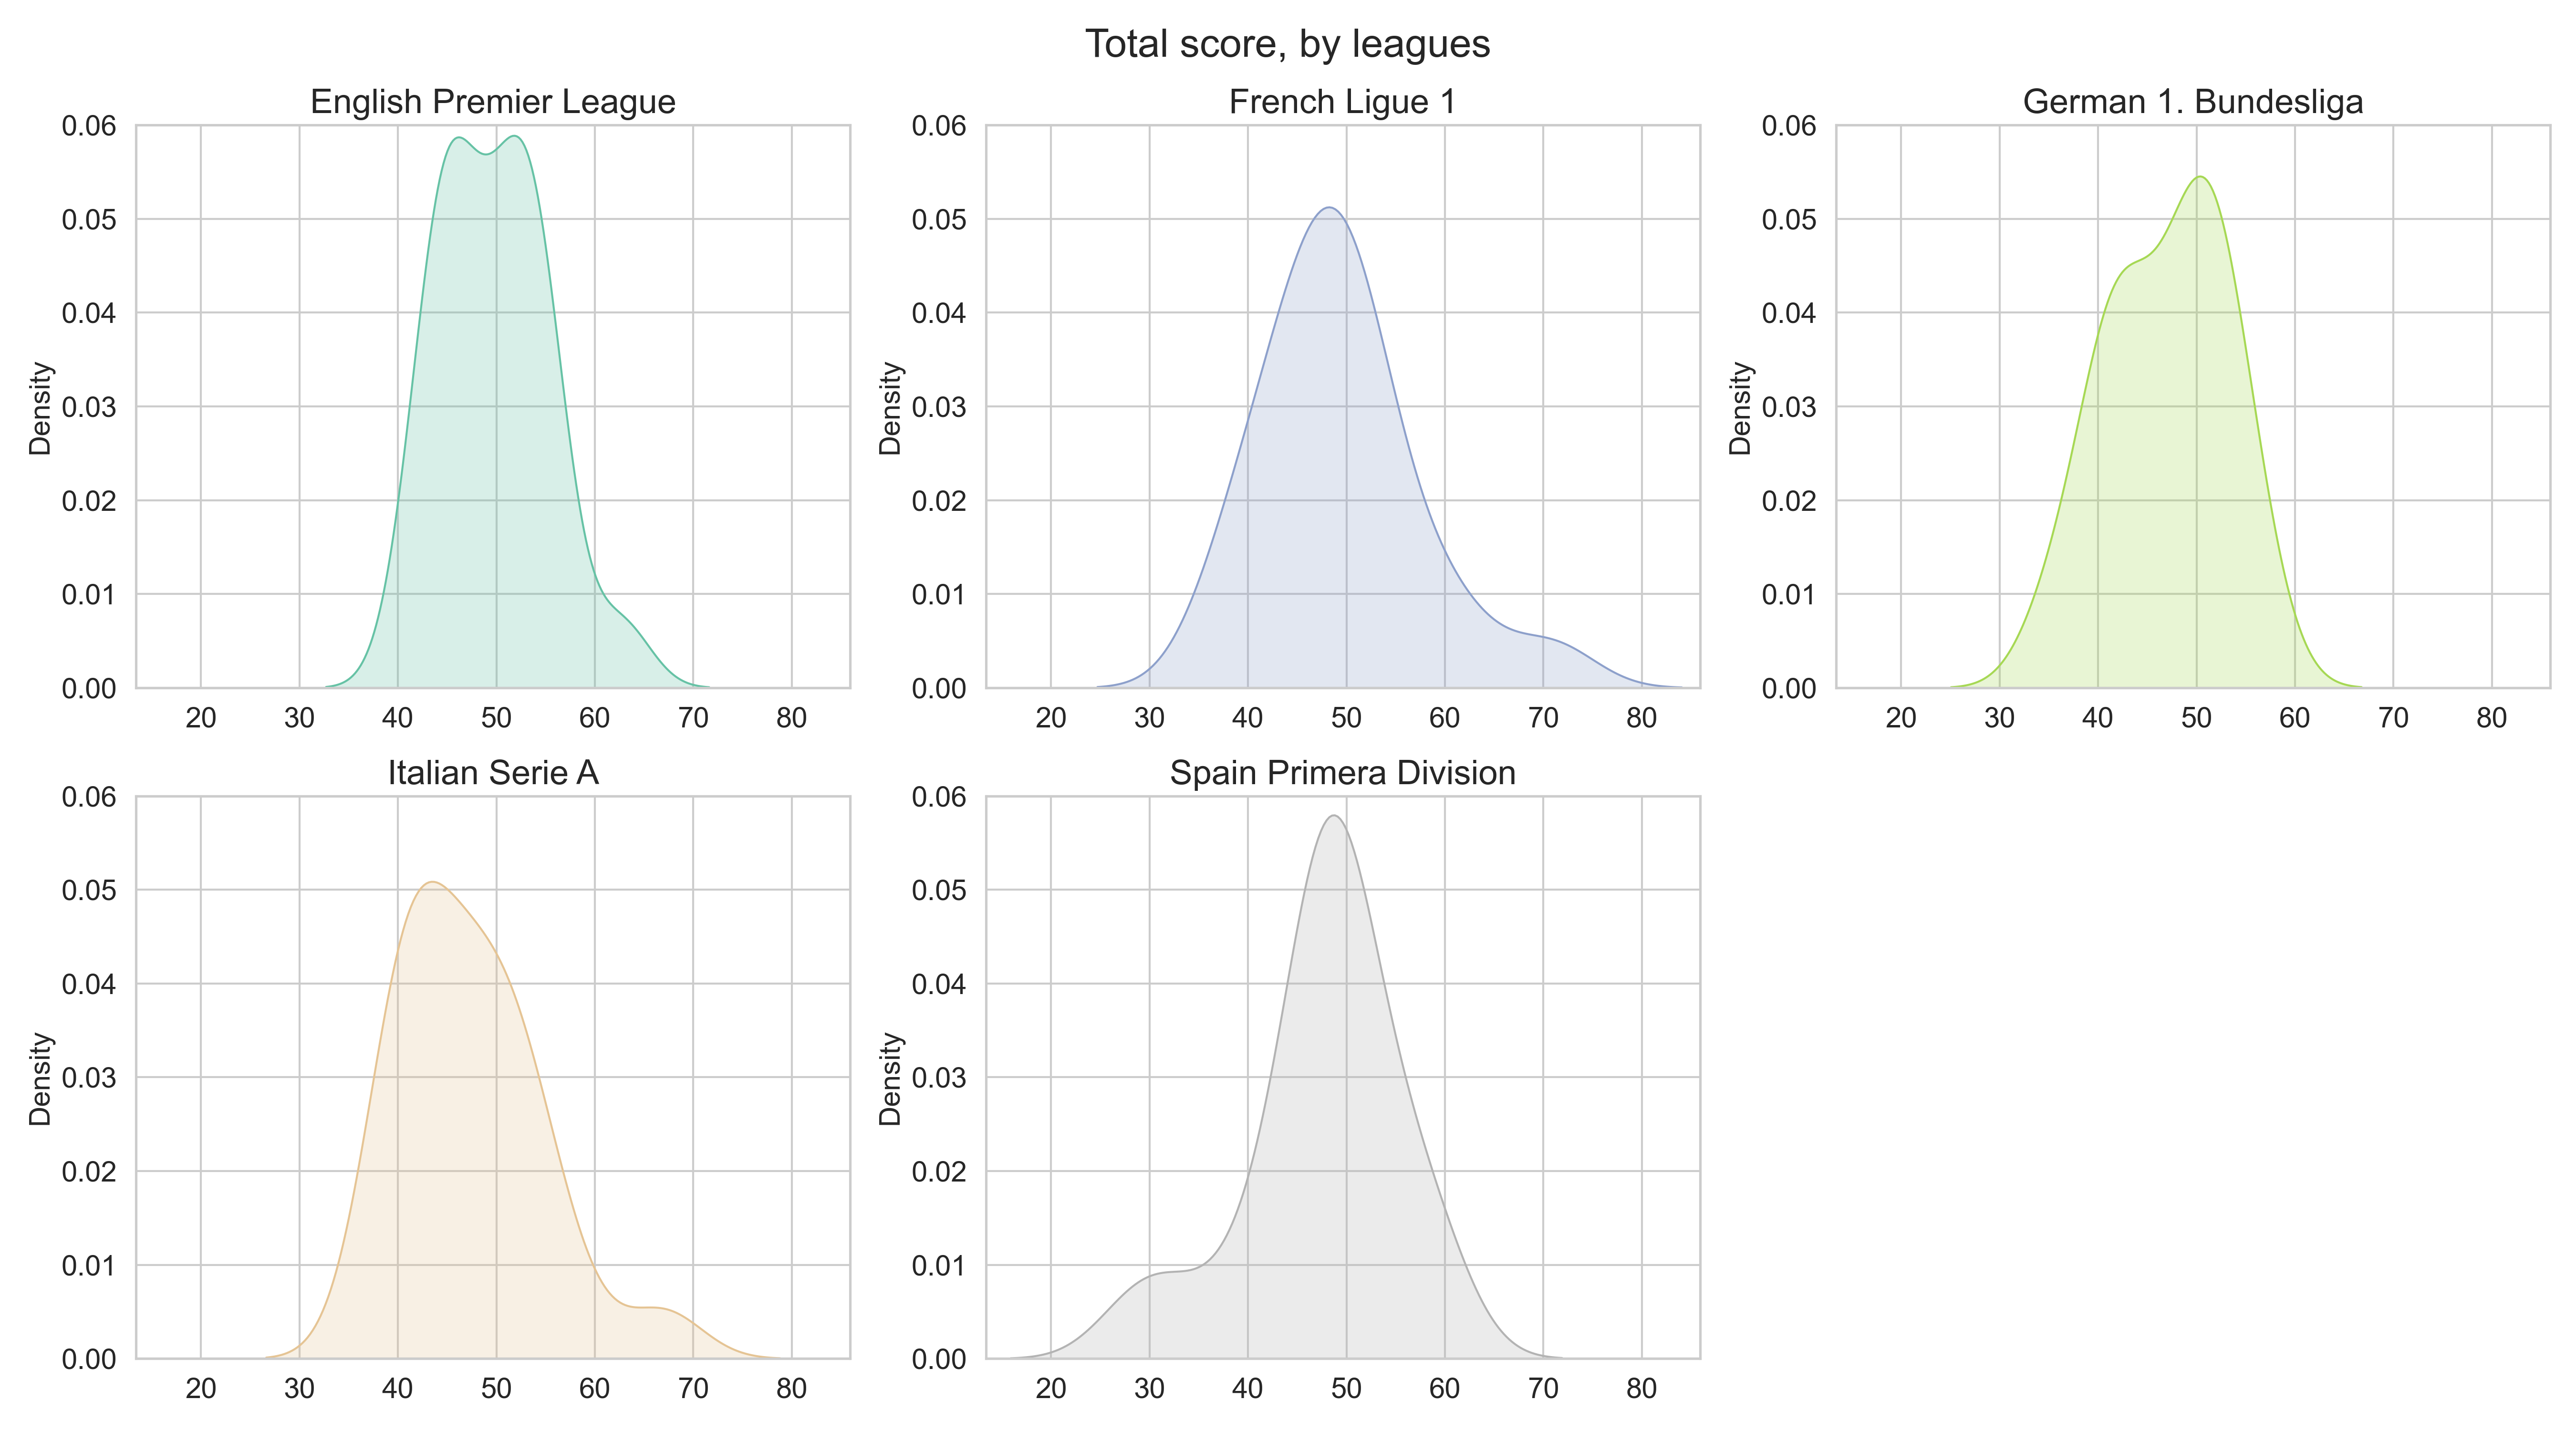 Total score, by leagues
English Premier League
0.06
0.05
0.04
0.03
0.02
0.01
0.00
Density
20 30 40 50 60 70 80
French Ligue 1
0.06
0.05
0.04
0.03
0.02
0.01
0.00
Density
20 30 40 50 60 70 80
German 1. Bundesliga
0.06
0.05
0.04
0.03
0.02
0.01
0.00
Density
20 30 40 50 60 70 80
Italian Serie A
0.06
0.05
0.04
0.03
0.02
0.01
0.00
Density
20 30 40 50 60 70 80
Spain Primera Division
0.06
0.05
0.04
0.03
0.02
0.01
0.00
Density
20 30 40 50 60 70 80